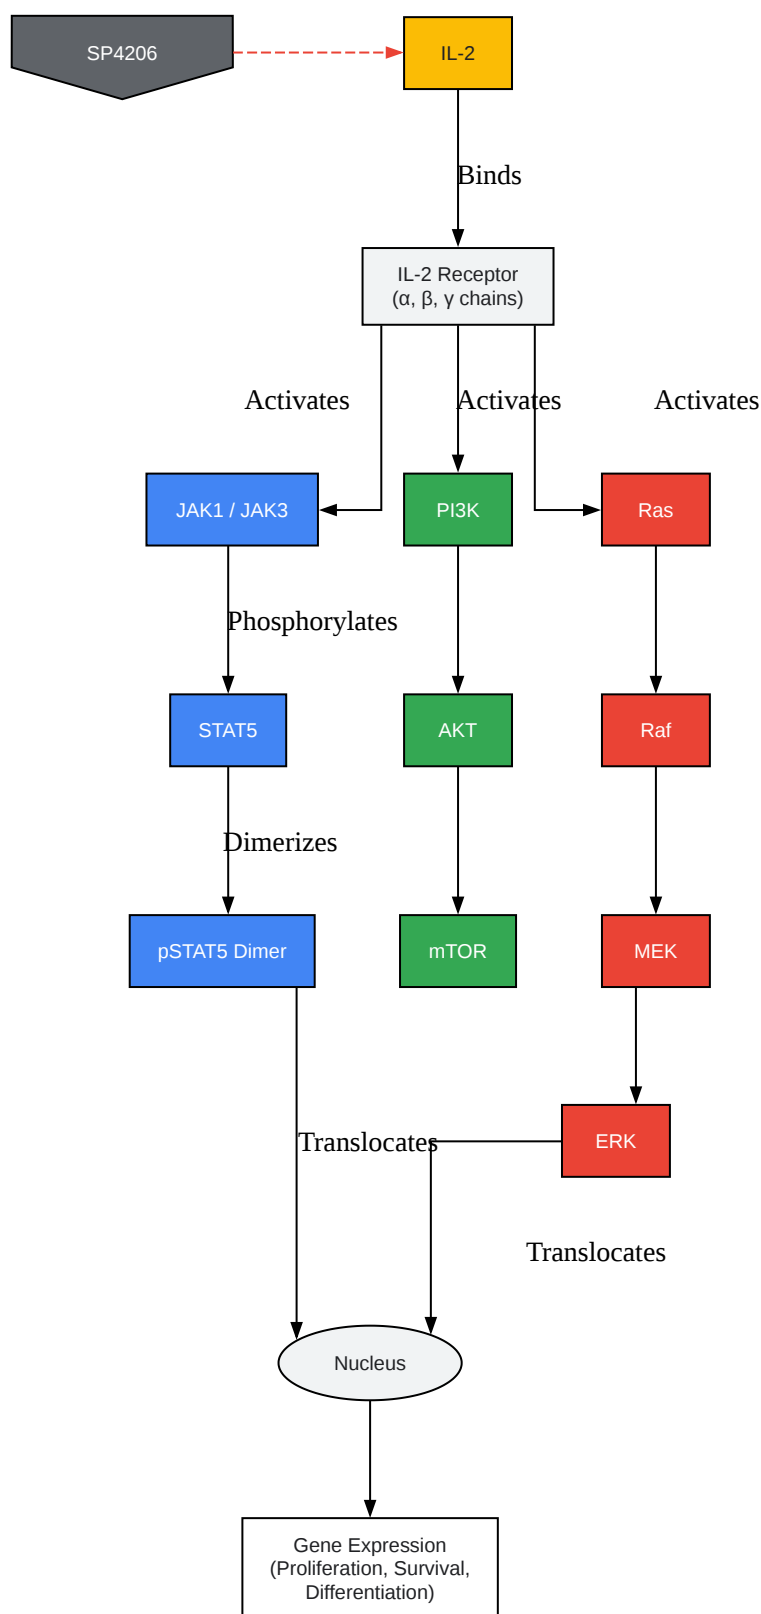 SP4206
IL-2
Binds
IL-2 Receptor
(α, β, γ chains)
Activates
Activates
Activates
JAK1 / JAK3
PI3K
Ras
Phosphorylates
STAT5
AKT
Raf
Dimerizes
pSTAT5 Dimer
mTOR
MEK
Translocates
ERK
Translocates
Nucleus
Gene Expression
(Proliferation, Survival,
Differentiation)